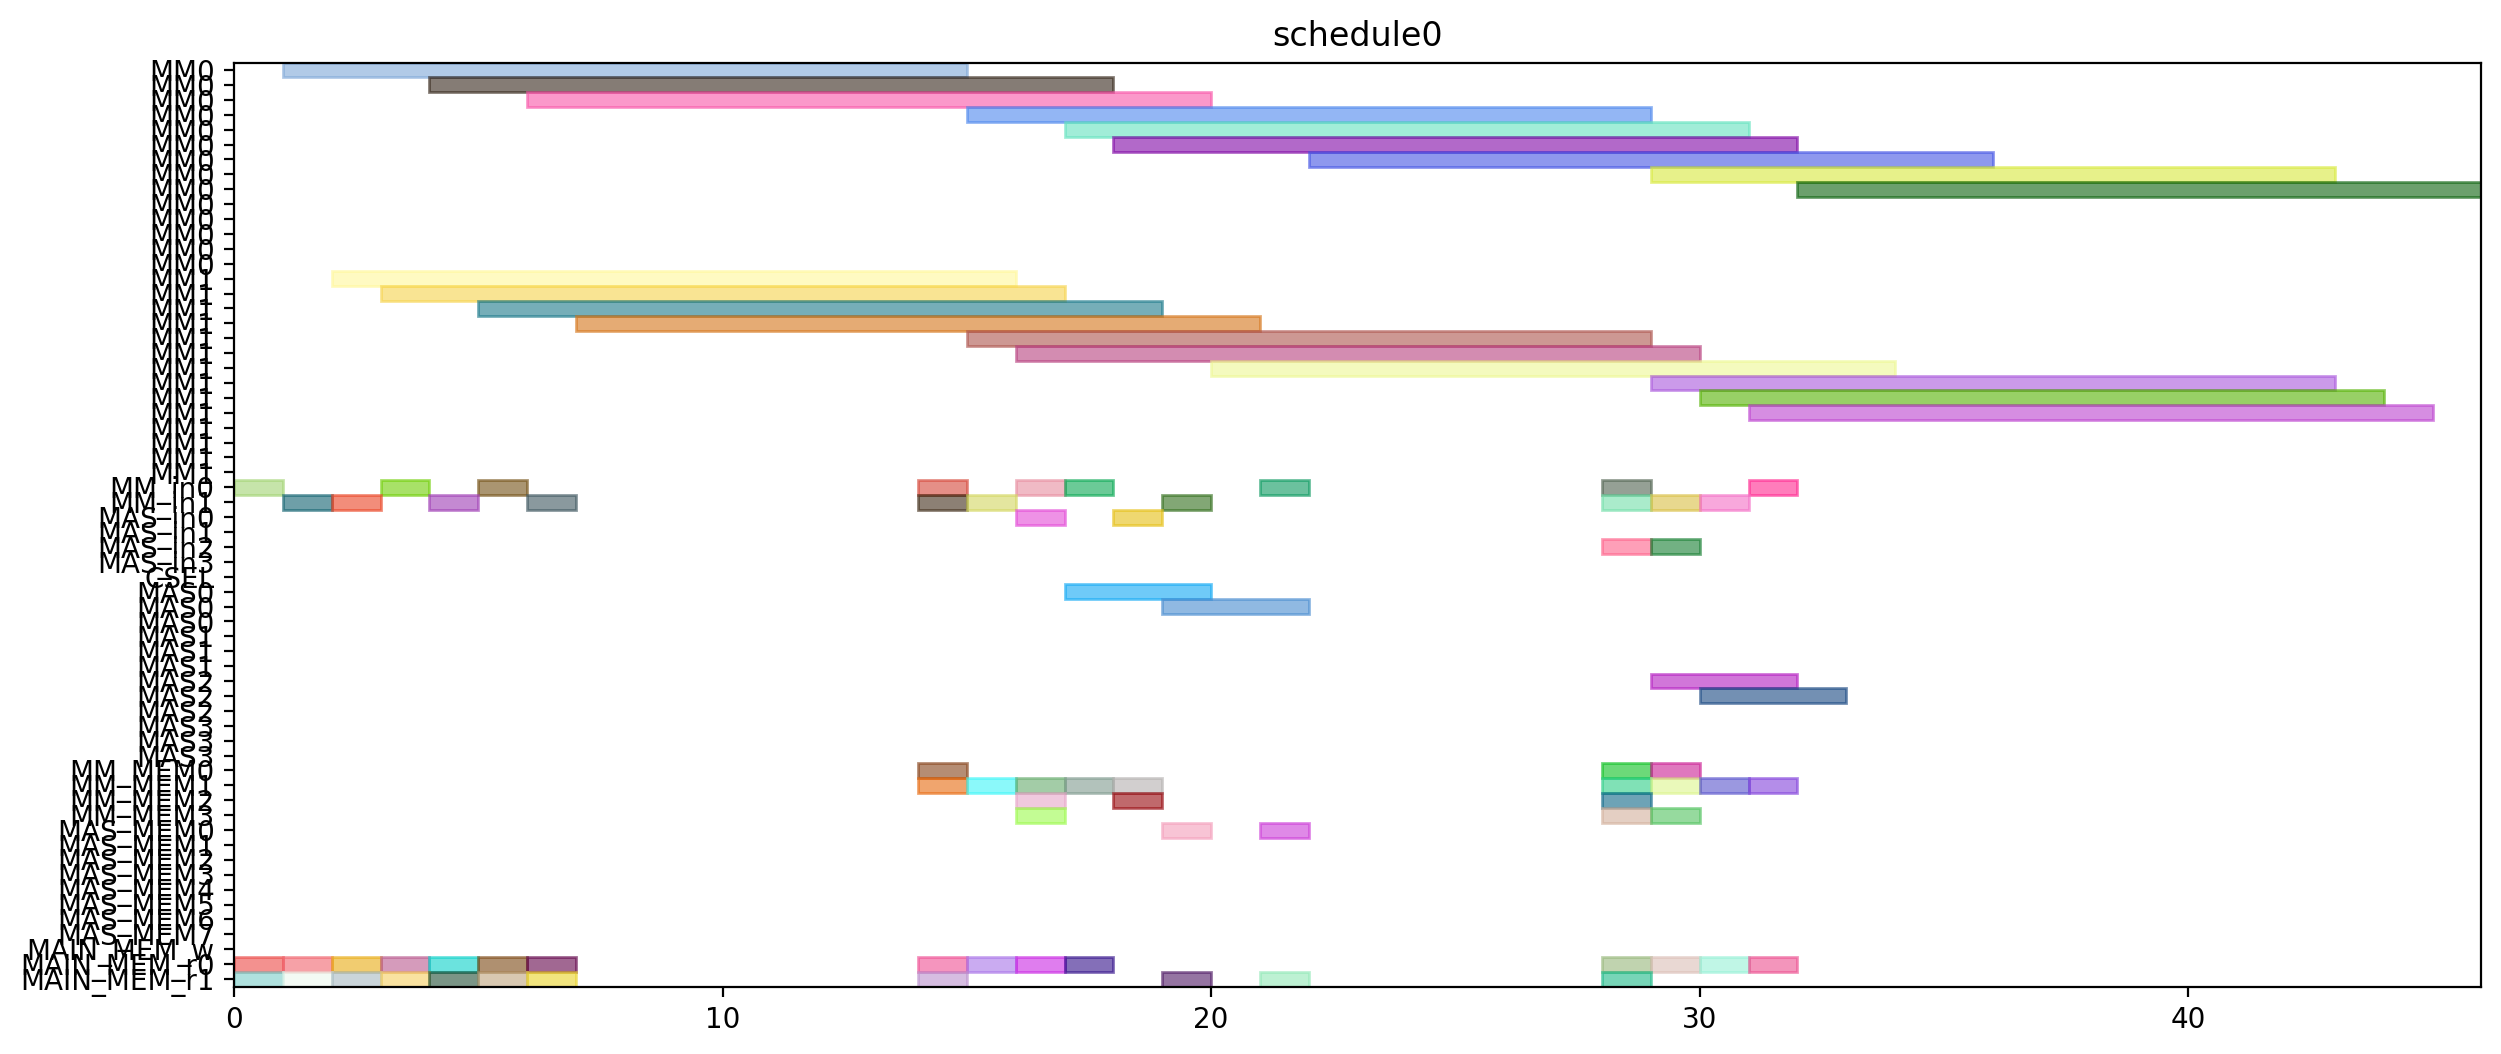 schedule0
MM0
MM0
MM0
MM0
MM0
MM0
MM0
MM0
MM0
MM0
MM0
MM0
MM0
MM0
MM1
MM1
MM1
MM1
MM1
MM1
MM1
MM1
MM1
MM1
MM1
MM1
MM1
MM1
MM_in0
MM_in1
MAS_in0
MAS_in1
MAS_in2
MAS_in3
CSEL
MAS0
MAS0
MAS0
MAS1
MAS1
MAS1
MAS2
MAS2
MAS2
MAS3
MAS3
MAS3
MM_MEM0
MM_MEM1
MM_MEM2
MM_MEM3
MAS_MEM0
MAS_MEM1
MAS_MEM2
MAS_MEM3
MAS_MEM4
MAS_MEM5
MAS_MEM6
MAS_MEM7
MAIN_MEM_w
MAIN_MEM_r0
MAIN_MEM_r1
0 10 20 30 40